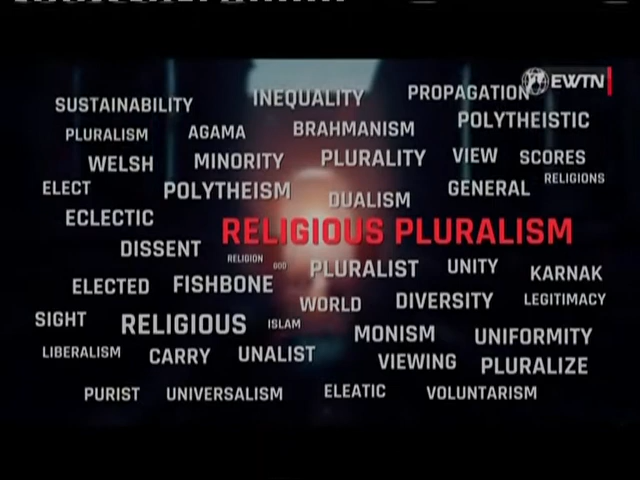 SUSTAINABILITY INEQUALITY PROPAGATION EWTN
PLURALISM AGAMA BRAHMANISM POLYTHEISTIC
WELSH MINORITY PLURALITY VIEW SCORES
ELECT POLYTHEISM DUALISM GENERAL RELIGIONS
ECLECTIC RELIGIOUS PLURALISM
DISSENT RELIGION GOD PLURALIST UNITY KARNAK
ELECTED FISHBONE WORLD DIVERSITY LEGITIMACY
SIGHT RELIGIOUS ISLAM MONISM UNIFORMITY
LIBERALISM CARRY UNALIST VIEWING PLURALIZE
PURIST UNIVERSALISM ELEATIC VOLUNTARISM